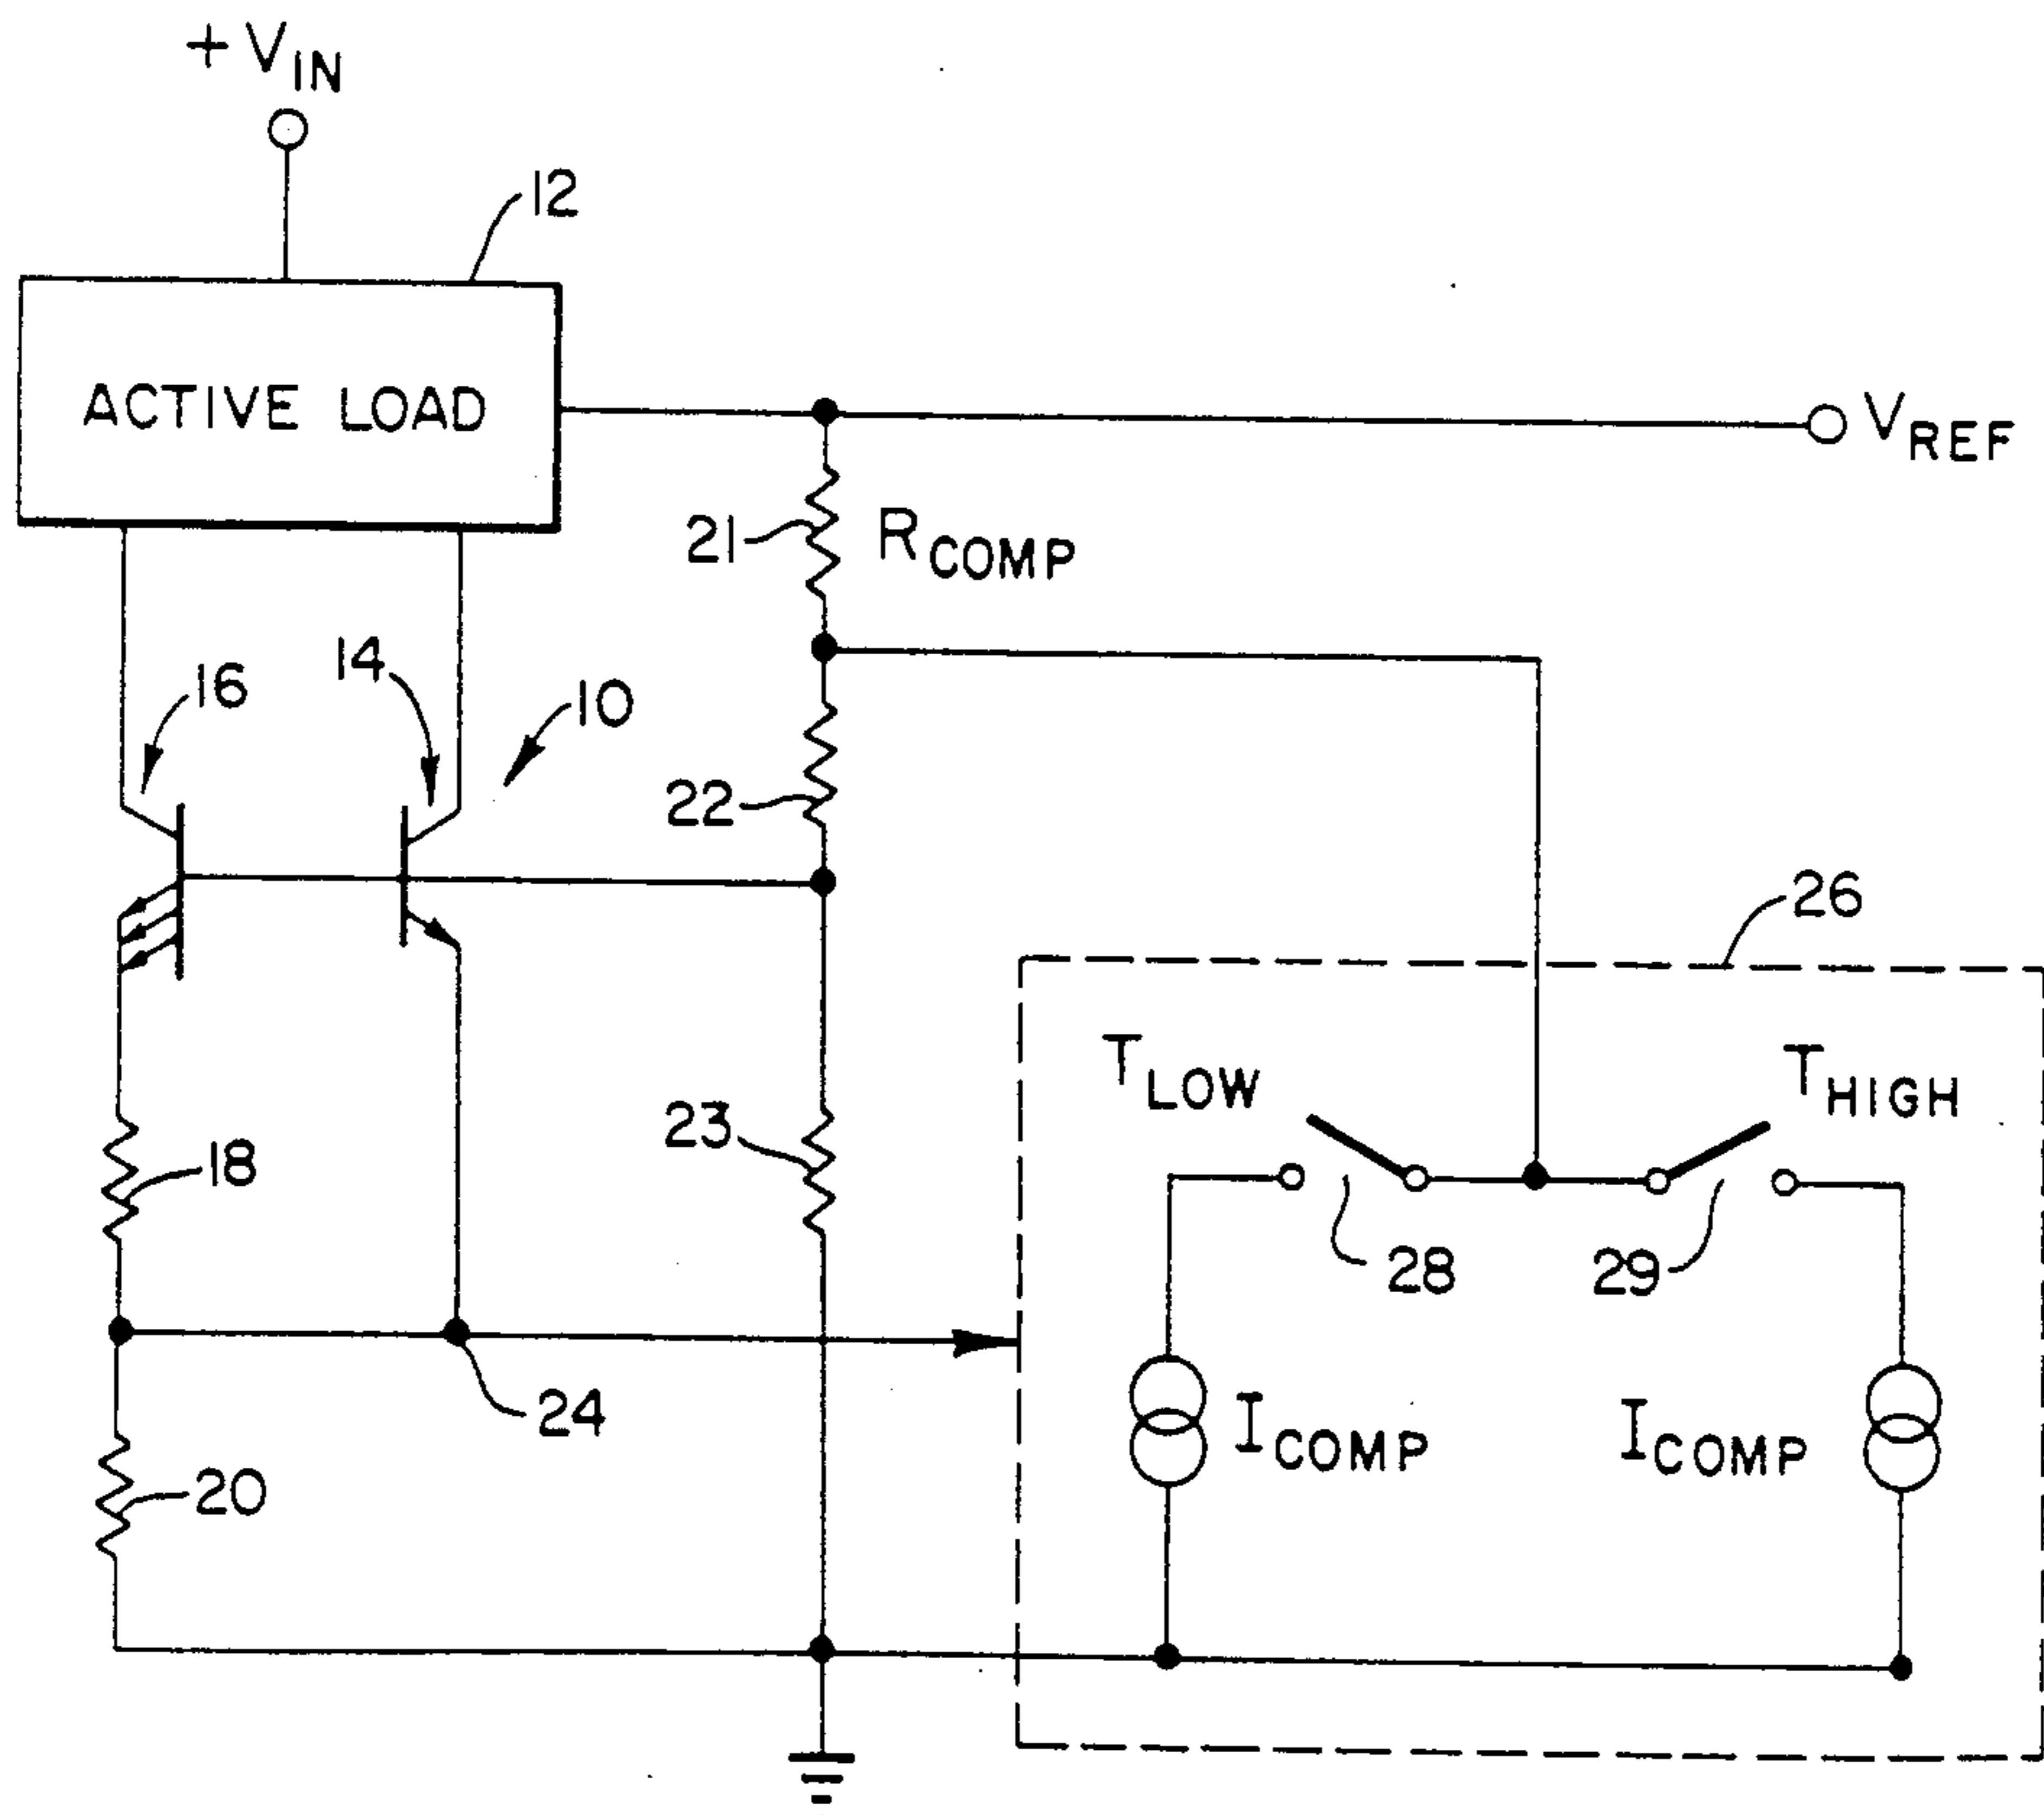 + VIN
12
ACTIVE LOAD
VREF
21
RCOMP
14
16
10
22
26
TLOW
THIGH
23
18
28
29
24
ICOMP
ICOMP
20